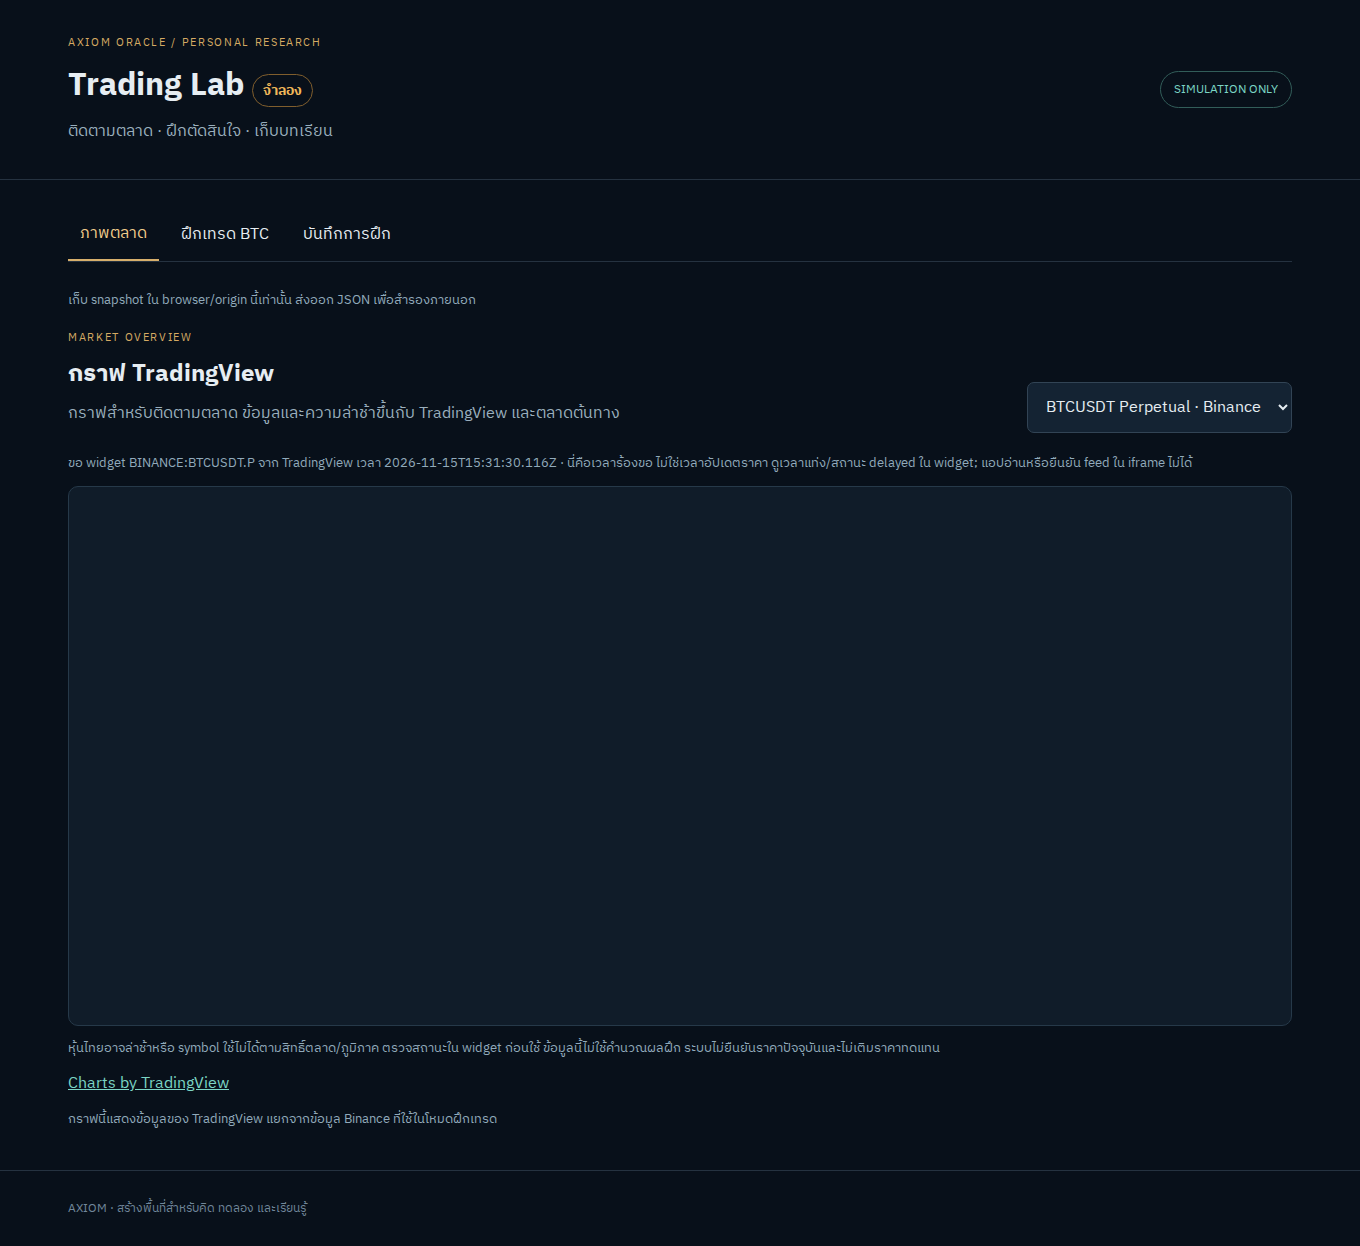 AXIOM ORACLE / PERSONAL RESEARCH
Trading Lab จำลอง
SIMULATION ONLY
ติดตามตลาด · ฝึกตัดสินใจ · เก็บบทเรียน
ภาพตลาด ฝึกเทรด BTC บันทึกการฝึก
เก็บ snapshot ใน browser/origin นี้เท่านั้น ส่งออก JSON เพื่อสำรองภายนอก
MARKET OVERVIEW
กราฟ TradingView
กราฟสำหรับติดตามตลาด ข้อมูลและความล่าช้าขึ้นกับ TradingView และตลาดต้นทาง
BTCUSDT Perpetual · Binance
ขอ widget BINANCE:BTCUSDT.P จาก TradingView เวลา 2026-11-15T15:31:30.116Z · นี่คือเวลาร้องขอ ไม่ใช่เวลาอัปเดตราคา ดูเวลาแท่ง/สถานะ delayed ใน widget; แอปอ่านหรือยืนยัน feed ใน iframe ไม่ได้
หุ้นไทยอาจล่าช้าหรือ symbol ใช้ไม่ได้ตามสิทธิ์ตลาด/ภูมิภาค ตรวจสถานะใน widget ก่อนใช้ ข้อมูลนี้ไม่ใช้คำนวณผลฝึก ระบบไม่ยืนยันราคาปัจจุบันและไม่เติมราคาทดแทน
Charts by TradingView
กราฟนี้แสดงข้อมูลของ TradingView แยกจากข้อมูล Binance ที่ใช้ในโหมดฝึกเทรด
AXIOM · สร้างพื้นที่สำหรับคิด ทดลอง และเรียนรู้